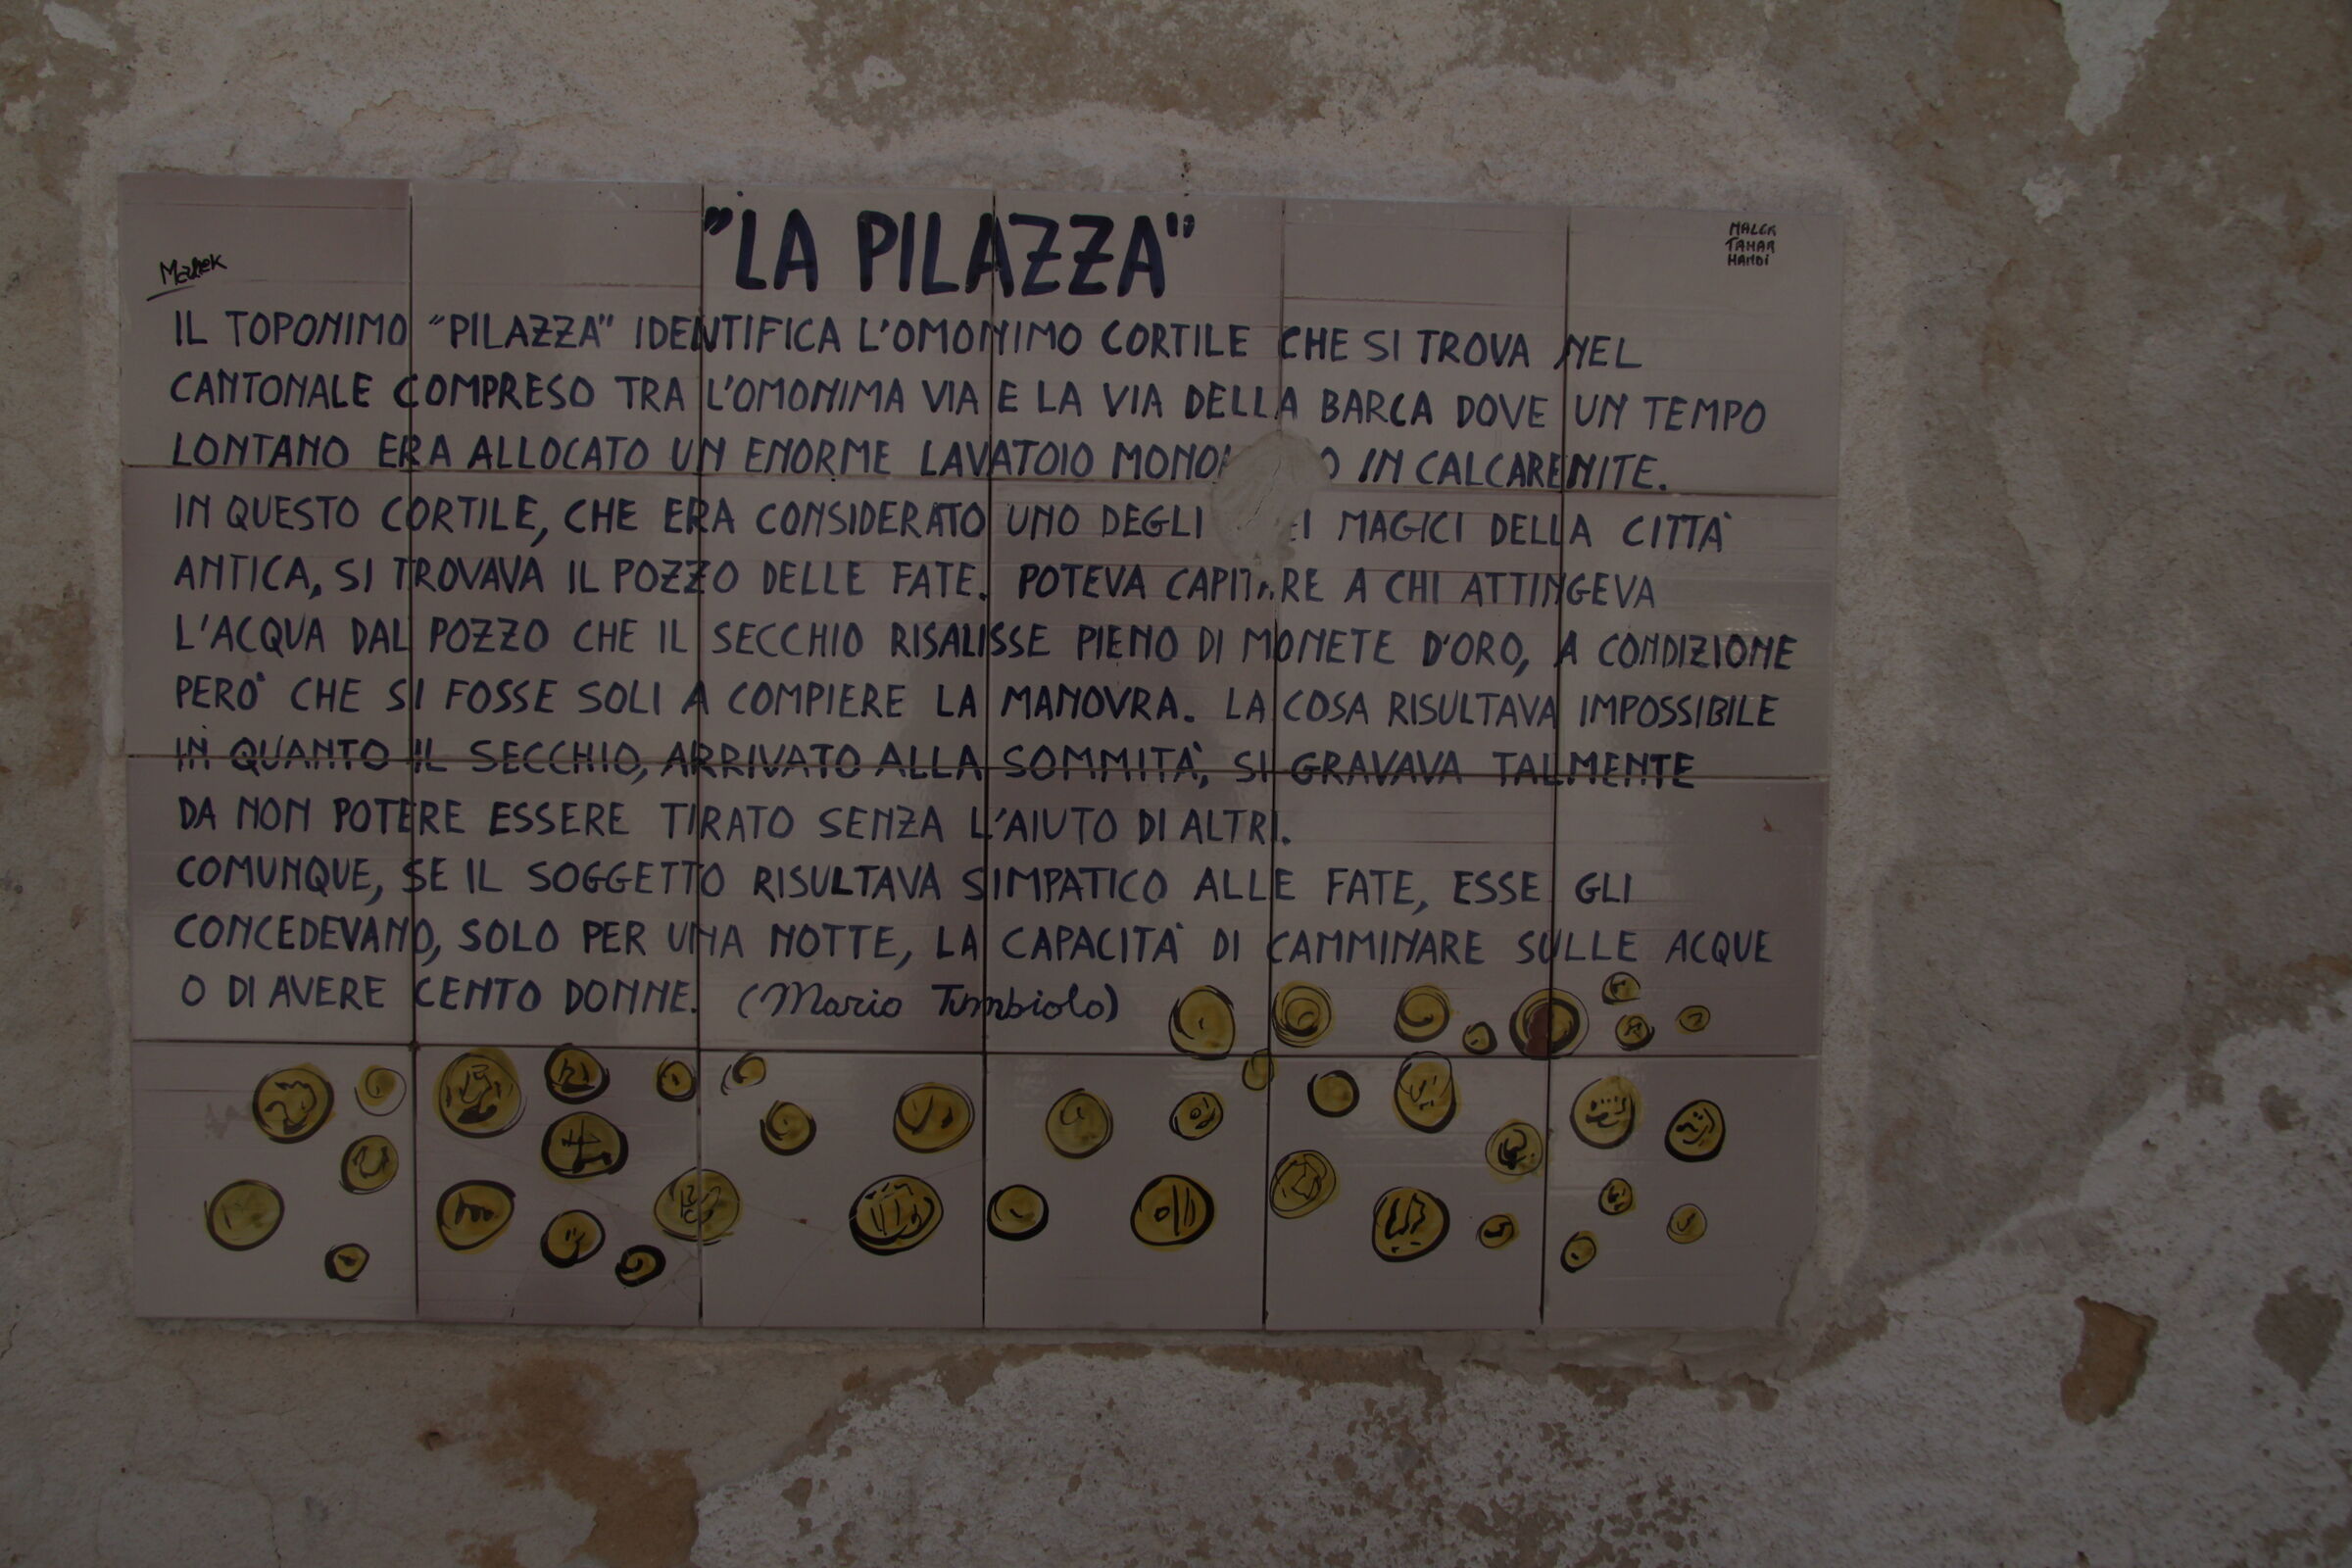 "LA PILAZZA"
MALEK
TAHAR
HAMDI
Malek
IL TOPONIMO "PILAZZA" IDENTIFICA L'OMONIMO CORTILE CHE SI TROVA NEL
CANTONALE COMPRESO TRA L'OMONIMA VIA E LA VIA DELLA BARCA DOVE UN TEMPO
LONTANO ERA ALLOCATO UN ENORME LAVATOIO IN CALCARENITE.
IN QUESTO CORTILE, CHE ERA CONSIDERATO UNO DEGLI MAGICI DELLA CITTÀ
ANTICA, SI TROVAVA IL POZZO DELLE FATE. POTEVA CAPITARE A CHI ATTINGEVA
L'ACQUA DAL POZZO CHE IL SECCHIO RISALISSE PIENO DI MONETE D'ORO, A CONDIZIONE
PERO' CHE SI FOSSE SOLI A COMPIERE LA MANOVRA. LA COSA RISULTAVA IMPOSSIBILE
IN QUANTO IL SECCHIO, ARRIVATO ALLA SOMMITÀ, SI GRAVAVA TALMENTE
DA NON POTERE ESSERE TIRATO SENZA L'AIUTO DI ALTRI.
COMUNQUE, SE IL SOGGETTO RISULTAVA SIMPATICO ALLE FATE, ESSE GLI
CONCEDEVANO, SOLO PER UNA NOTTE, LA CAPACITÀ DI CAMMINARE SULLE ACQUE
O DI AVERE CENTO DONNE. (Mario Tumbiolo)